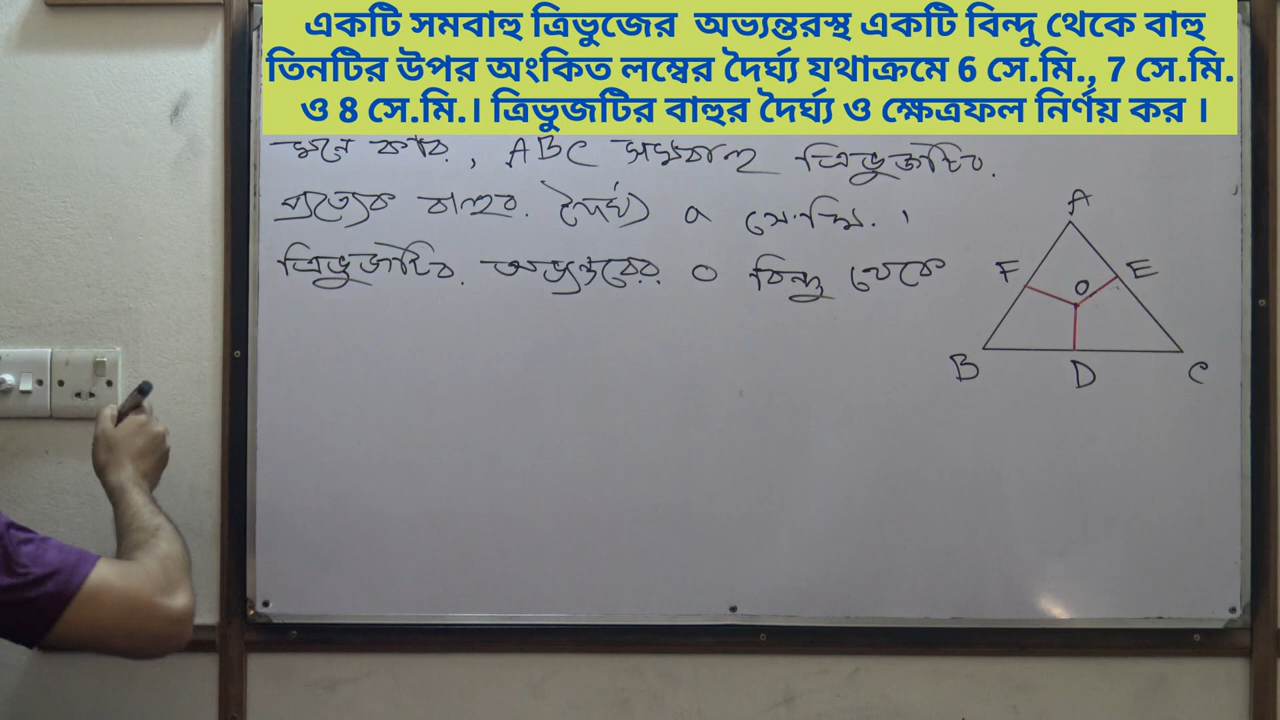 একটি সমবাহু ত্রিভুজের অভ্যন্তরস্থ একটি বিন্দু থেকে বাহু
তিনটির উপর অংকিত লম্বের দৈর্ঘ্য যথাক্রমে 6 সে.মি., 7 সে.মি.
ও 8 সে.মি.। ত্রিভুজটির বাহুর দৈর্ঘ্য ও ক্ষেত্রফল নির্ণয় কর ।
মনে করি, ABC সমবাহু ত্রিভুজটির
প্রত্যেক বাহুর দৈর্ঘ্য a সে.মি. ।
ত্রিভুজটির অভ্যন্তরের O বিন্দু থেকে
A
F
E
O
B
D
C